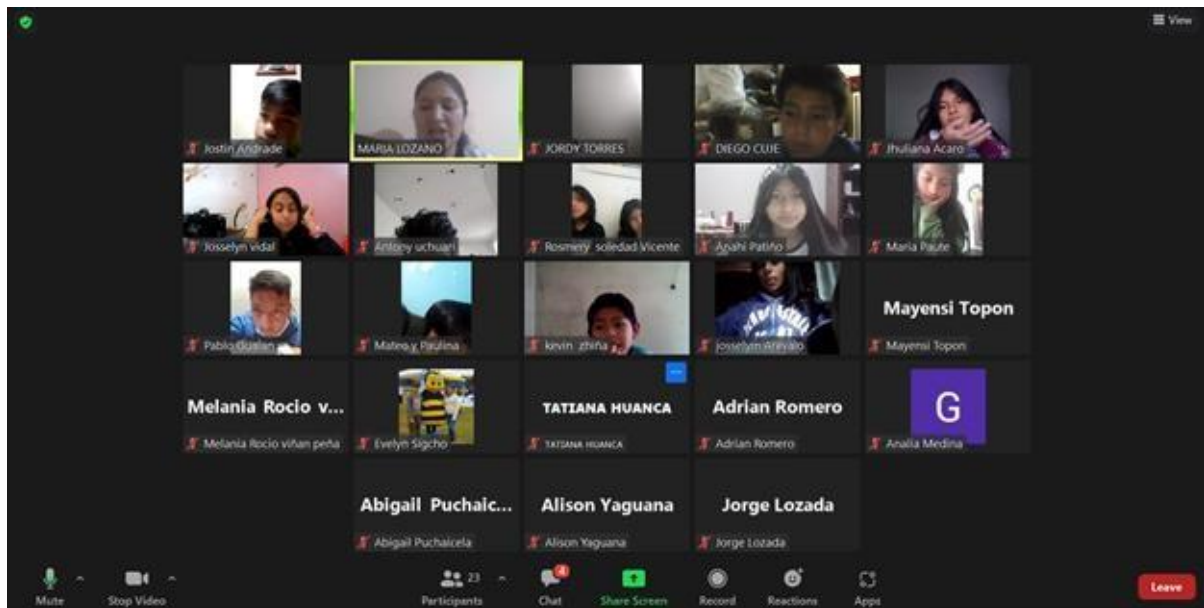 View
Jostin Andrade
MARIA LOZANO
JORDY TORRES
DIEGO CUJE
Jhuliana Acaro
Josselyn vidal
Antony uchuari
Rosmery soledad Vicente
Anahí Patiño
Maria Paute
Pablo Gualan
Mateo y Paulina
kevin zhiña
josselym Arevalo
Mayensi Topon
Mayensi Topon
Melania Rocio v...
Melania Rocio viñan peña
Evelyn Sigcho
TATIANA HUANCA
TATIANA HUANCA
Adrian Romero
Adrian Romero
G
Analia Medina
Abigail Puchaic...
Abigail Puchaicela
Alison Yaguana
Alison Yaguana
Jorge Lozada
Jorge Lozada
Mute
Stop Video
23
Participants
4
Chat
Share Screen
Record
Reactions
Apps
Leave